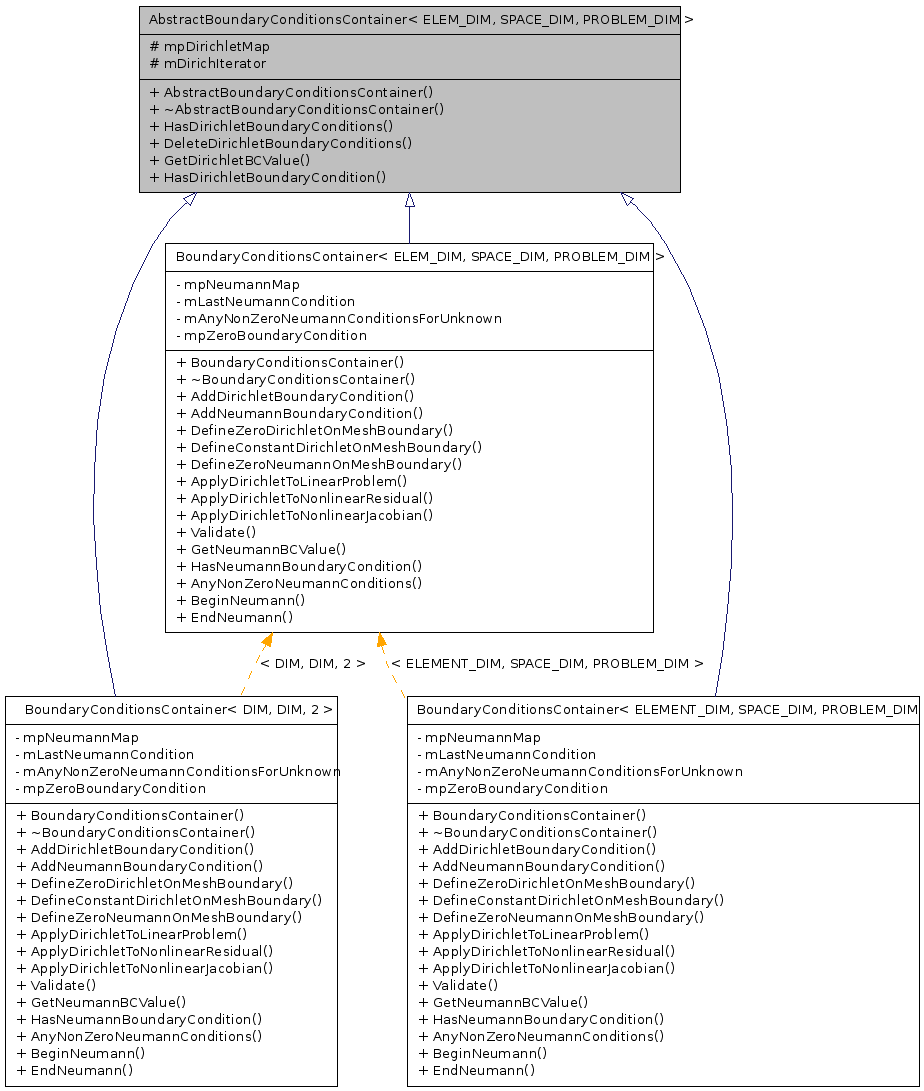 AbstractBoundaryConditionsContainer< ELEM_DIM, SPACE_DIM, PROBLEM_DIM >
# mpDirichletMap
# mDirichIterator
+ AbstractBoundaryConditionsContainer()
+ ~AbstractBoundaryConditionsContainer()
+ HasDirichletBoundaryConditions()
+ DeleteDirichletBoundaryConditions()
+ GetDirichletBCValue()
+ HasDirichletBoundaryCondition()
BoundaryConditionsContainer< ELEM_DIM, SPACE_DIM, PROBLEM_DIM >
- mpNeumannMap
- mLastNeumannCondition
- mAnyNonZeroNeumannConditionsForUnknown
- mpZeroBoundaryCondition
+ BoundaryConditionsContainer()
+ ~BoundaryConditionsContainer()
+ AddDirichletBoundaryCondition()
+ AddNeumannBoundaryCondition()
+ DefineZeroDirichletOnMeshBoundary()
+ DefineConstantDirichletOnMeshBoundary()
+ DefineZeroNeumannOnMeshBoundary()
+ ApplyDirichletToLinearProblem()
+ ApplyDirichletToNonlinearResidual()
+ ApplyDirichletToNonlinearJacobian()
+ Validate()
+ GetNeumannBCValue()
+ HasNeumannBoundaryCondition()
+ AnyNonZeroNeumannConditions()
+ BeginNeumann()
+ EndNeumann()
< DIM, DIM, 2 >
< ELEMENT_DIM, SPACE_DIM, PROBLEM_DIM >
BoundaryConditionsContainer< DIM, DIM, 2 >
- mpNeumannMap
- mLastNeumannCondition
- mAnyNonZeroNeumannConditionsForUnknown
- mpZeroBoundaryCondition
+ BoundaryConditionsContainer()
+ ~BoundaryConditionsContainer()
+ AddDirichletBoundaryCondition()
+ AddNeumannBoundaryCondition()
+ DefineZeroDirichletOnMeshBoundary()
+ DefineConstantDirichletOnMeshBoundary()
+ DefineZeroNeumannOnMeshBoundary()
+ ApplyDirichletToLinearProblem()
+ ApplyDirichletToNonlinearResidual()
+ ApplyDirichletToNonlinearJacobian()
+ Validate()
+ GetNeumannBCValue()
+ HasNeumannBoundaryCondition()
+ AnyNonZeroNeumannConditions()
+ BeginNeumann()
+ EndNeumann()
BoundaryConditionsContainer< ELEMENT_DIM, SPACE_DIM, PROBLEM_DIM
- mpNeumannMap
- mLastNeumannCondition
- mAnyNonZeroNeumannConditionsForUnknown
- mpZeroBoundaryCondition
+ BoundaryConditionsContainer()
+ ~BoundaryConditionsContainer()
+ AddDirichletBoundaryCondition()
+ AddNeumannBoundaryCondition()
+ DefineZeroDirichletOnMeshBoundary()
+ DefineConstantDirichletOnMeshBoundary()
+ DefineZeroNeumannOnMeshBoundary()
+ ApplyDirichletToLinearProblem()
+ ApplyDirichletToNonlinearResidual()
+ ApplyDirichletToNonlinearJacobian()
+ Validate()
+ GetNeumannBCValue()
+ HasNeumannBoundaryCondition()
+ AnyNonZeroNeumannConditions()
+ BeginNeumann()
+ EndNeumann()